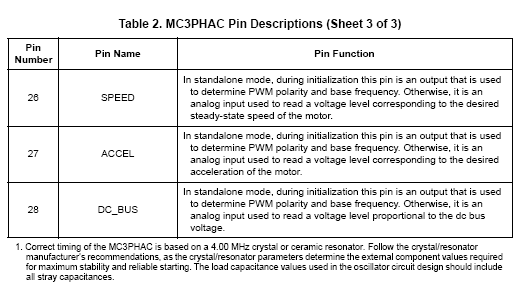 Table 2. MC3PHAC Pin Descriptions (Sheet 3 of 3)
Pin Number
Pin Name
Pin Function
26
SPEED
In standalone mode, during initialization this pin is an output that is used
to determine PWM polarity and base frequency. Otherwise, it is an
analog input used to read a voltage level corresponding to the desired
steady-state speed of the motor.
27
ACCEL
In standalone mode, during initialization this pin is an output that is used
to determine PWM polarity and base frequency. Otherwise, it is an
analog input used to read a voltage level corresponding to the desired
acceleration of the motor.
28
DC_BUS
In standalone mode, during initialization this pin is an output that is used
to determine PWM polarity and base frequency. Otherwise, it is an
analog input used to read a voltage level proportional to the dc bus
voltage.
1. Correct timing of the MC3PHAC is based on a 4.00 MHz crystal or ceramic resonator. Follow the crystal/resonator
manufacturer's recommendations, as the crystal/resonator parameters determine the external component values required
for maximum stability and reliable starting. The load capacitance values used in the oscillator circuit design should include
all stray capacitances.